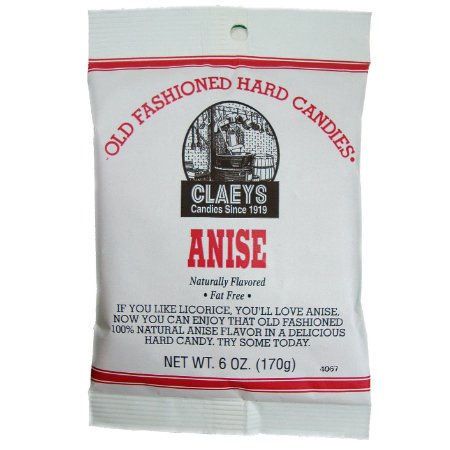 •OLD FASHIONED HARD CANDIES•
CLAEYS
Candies Since 1919
ANISE
Naturally Flavored
• Fat Free •
IF YOU LIKE LICORICE, YOU'LL LOVE ANISE,
NOW YOU CAN ENJOY THAT OLD FASHIONED
100% NATURAL ANISE FLAVOR IN A DELICIOUS
HARD CANDY. TRY SOME TODAY.
NET WT. 6 OZ. (170g)
4067